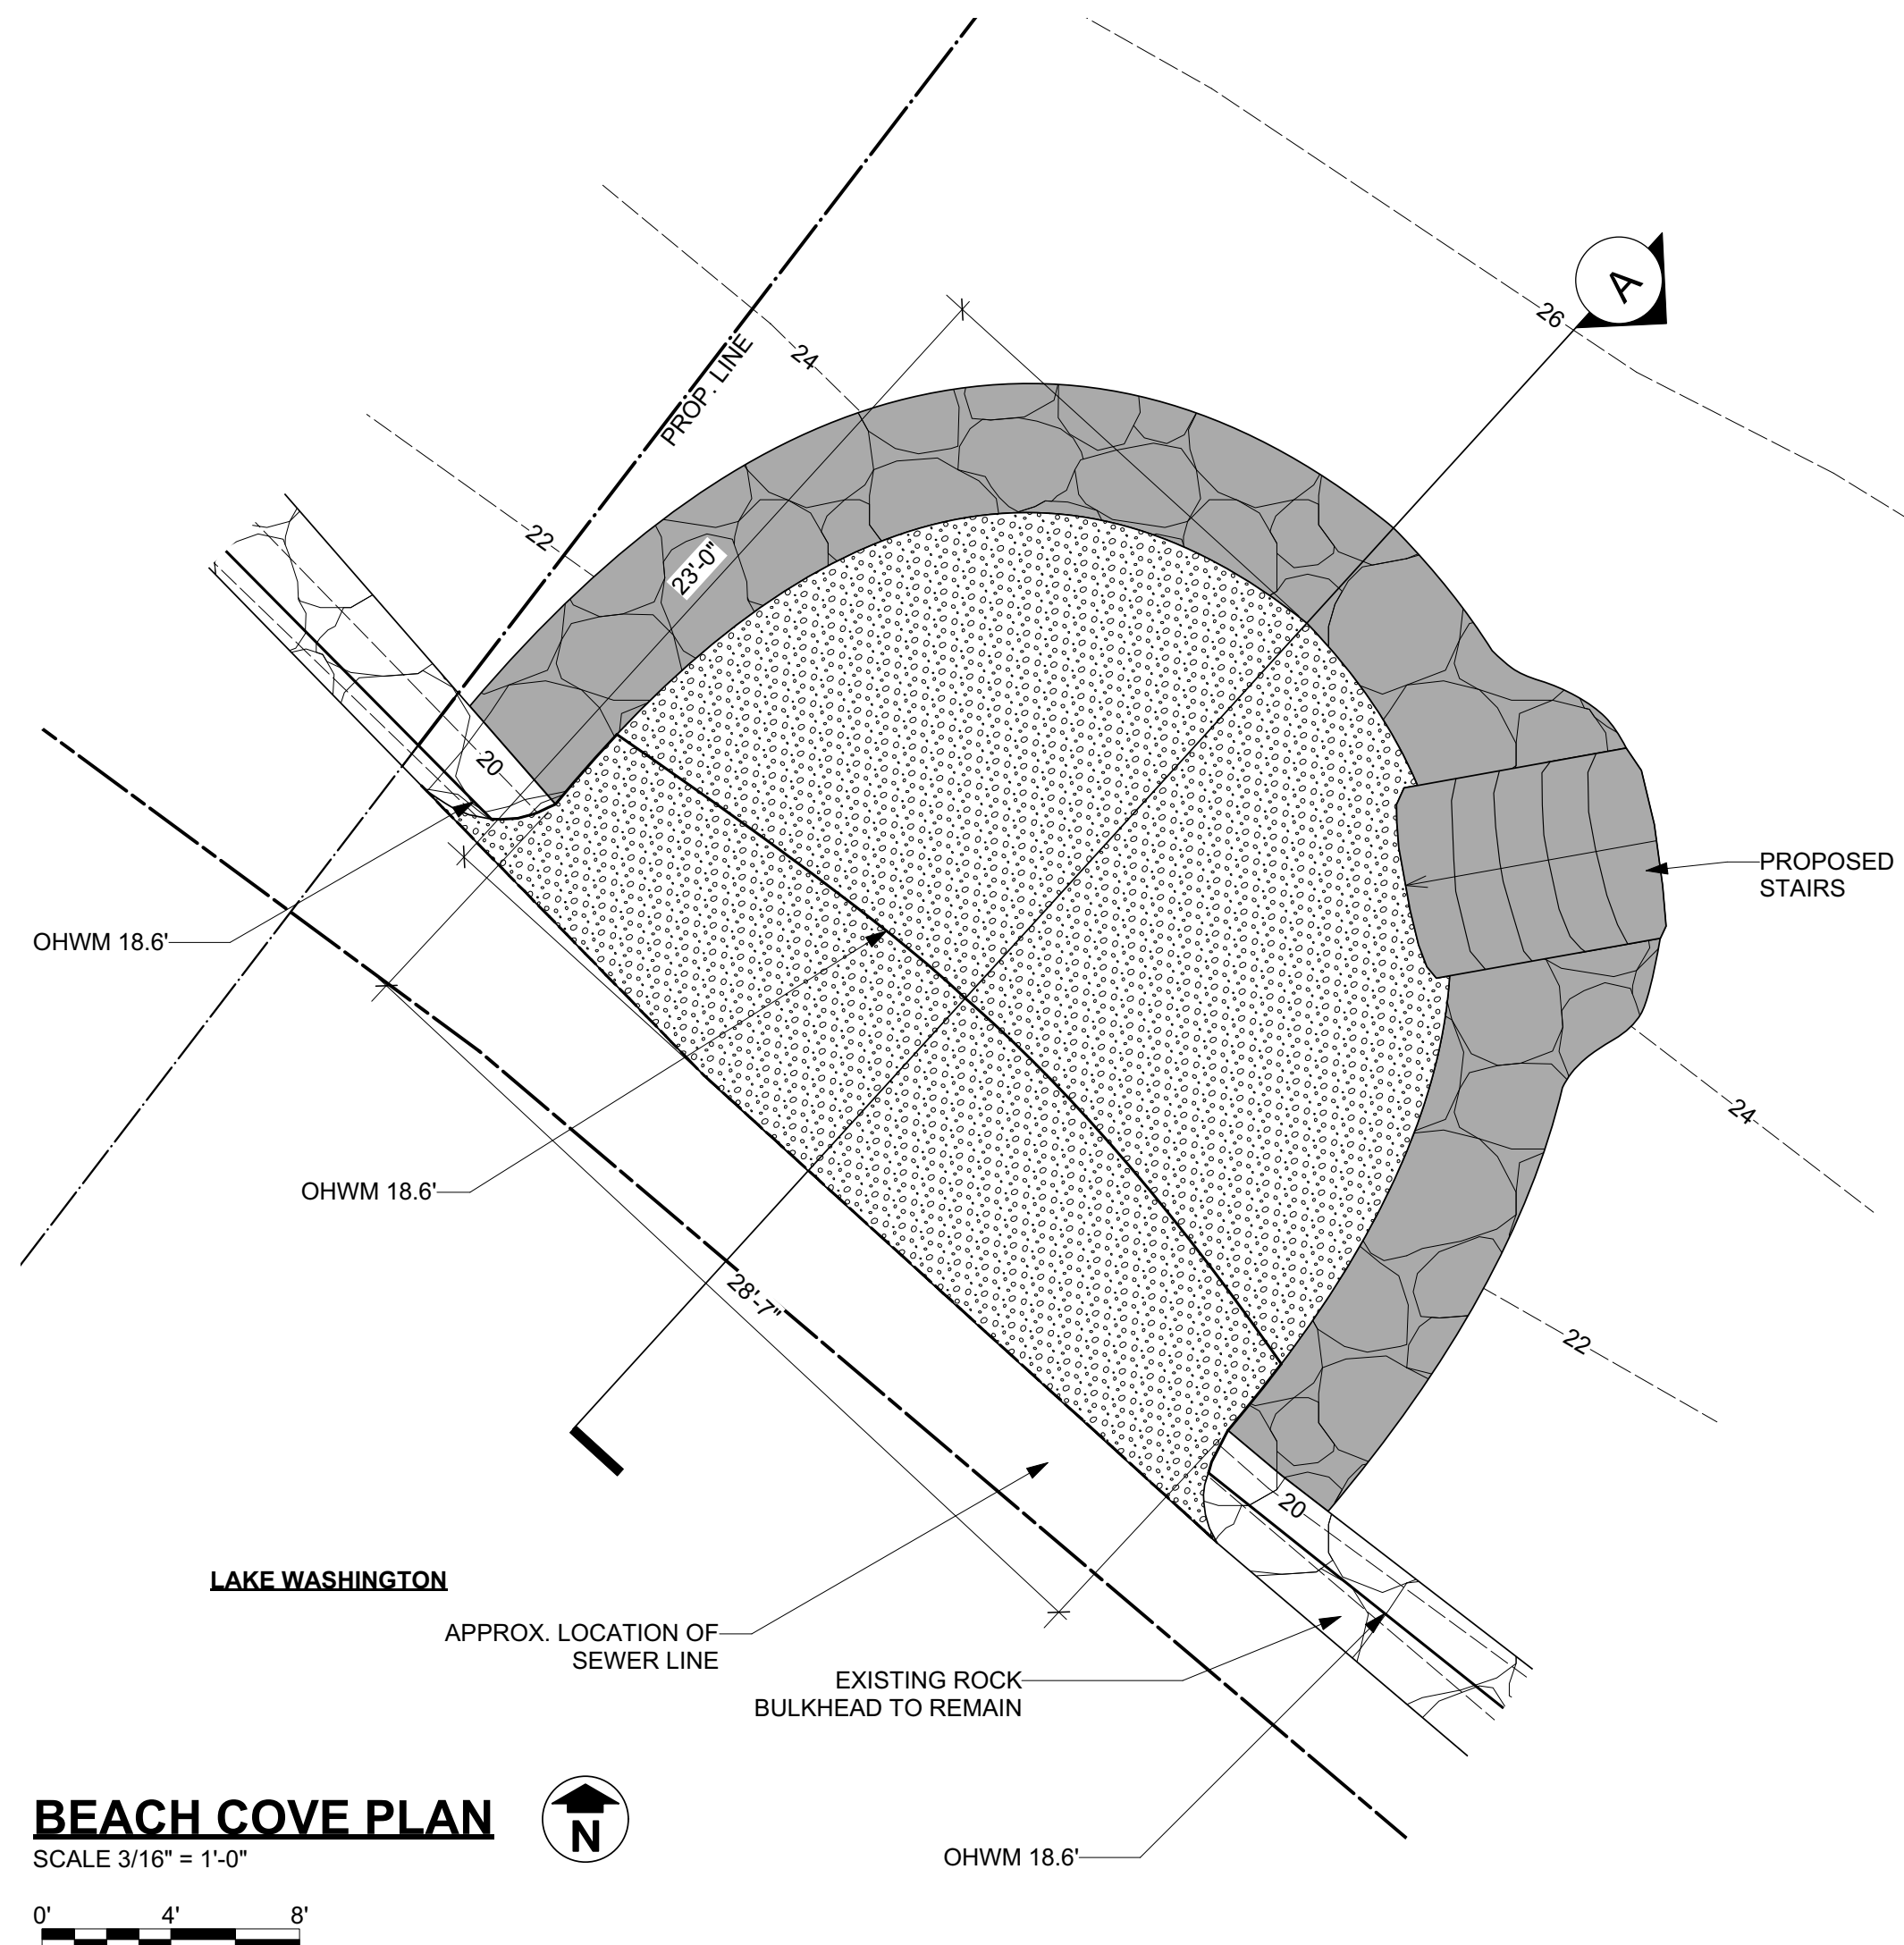 26
A
24
PROP. LINE
22
23'-0"
20
PROPOSED
STAIRS
OHWM 18.6'
24
OHWM 18.6'
28'-7"
22
20
LAKE WASHINGTON
APPROX. LOCATION OF
SEWER LINE
EXISTING ROCK
BULKHEAD TO REMAIN
BEACH COVE PLAN
N
SCALE 3/16" = 1'-0"
OHWM 18.6'
0' 4' 8'